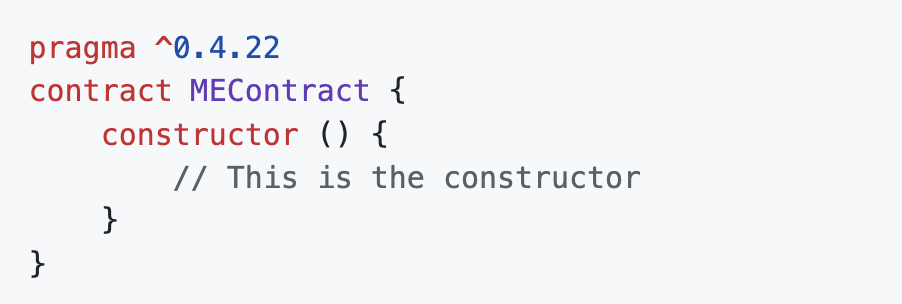 pragma ^0.4.22
contract MEContract {
    constructor () {
        // This is the constructor
    }
}